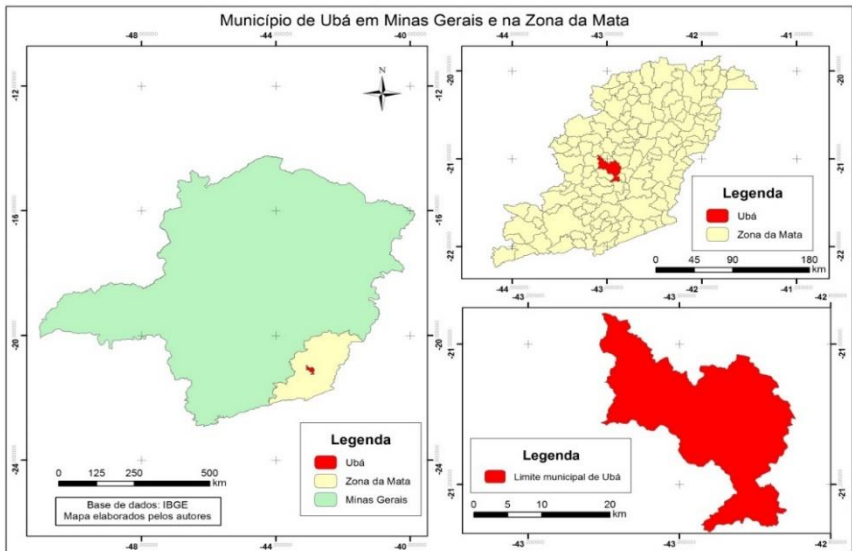 Município de Ubá em Minas Gerais e na Zona da Mata
-48
-44
-40
-12
-16
-20
-24
-12
-16
-20
-24
-48
-44
-40
N
Legenda
Ubá
Zona da Mata
Minas Gerais
0 125 250 500
km
Base de dados: IBGE
Mapa elaborados pelos autores
-44
-43
-42
-41
-20
-21
-22
-20
-21
-22
-44
-43
-42
-41
Legenda
Ubá
Zona da Mata
0 45 90 180
km
-43
-43
-42
-21
-21
-21
-21
-43
-43
-42
Legenda
Limite municipal de Ubá
0 5 10 20
km